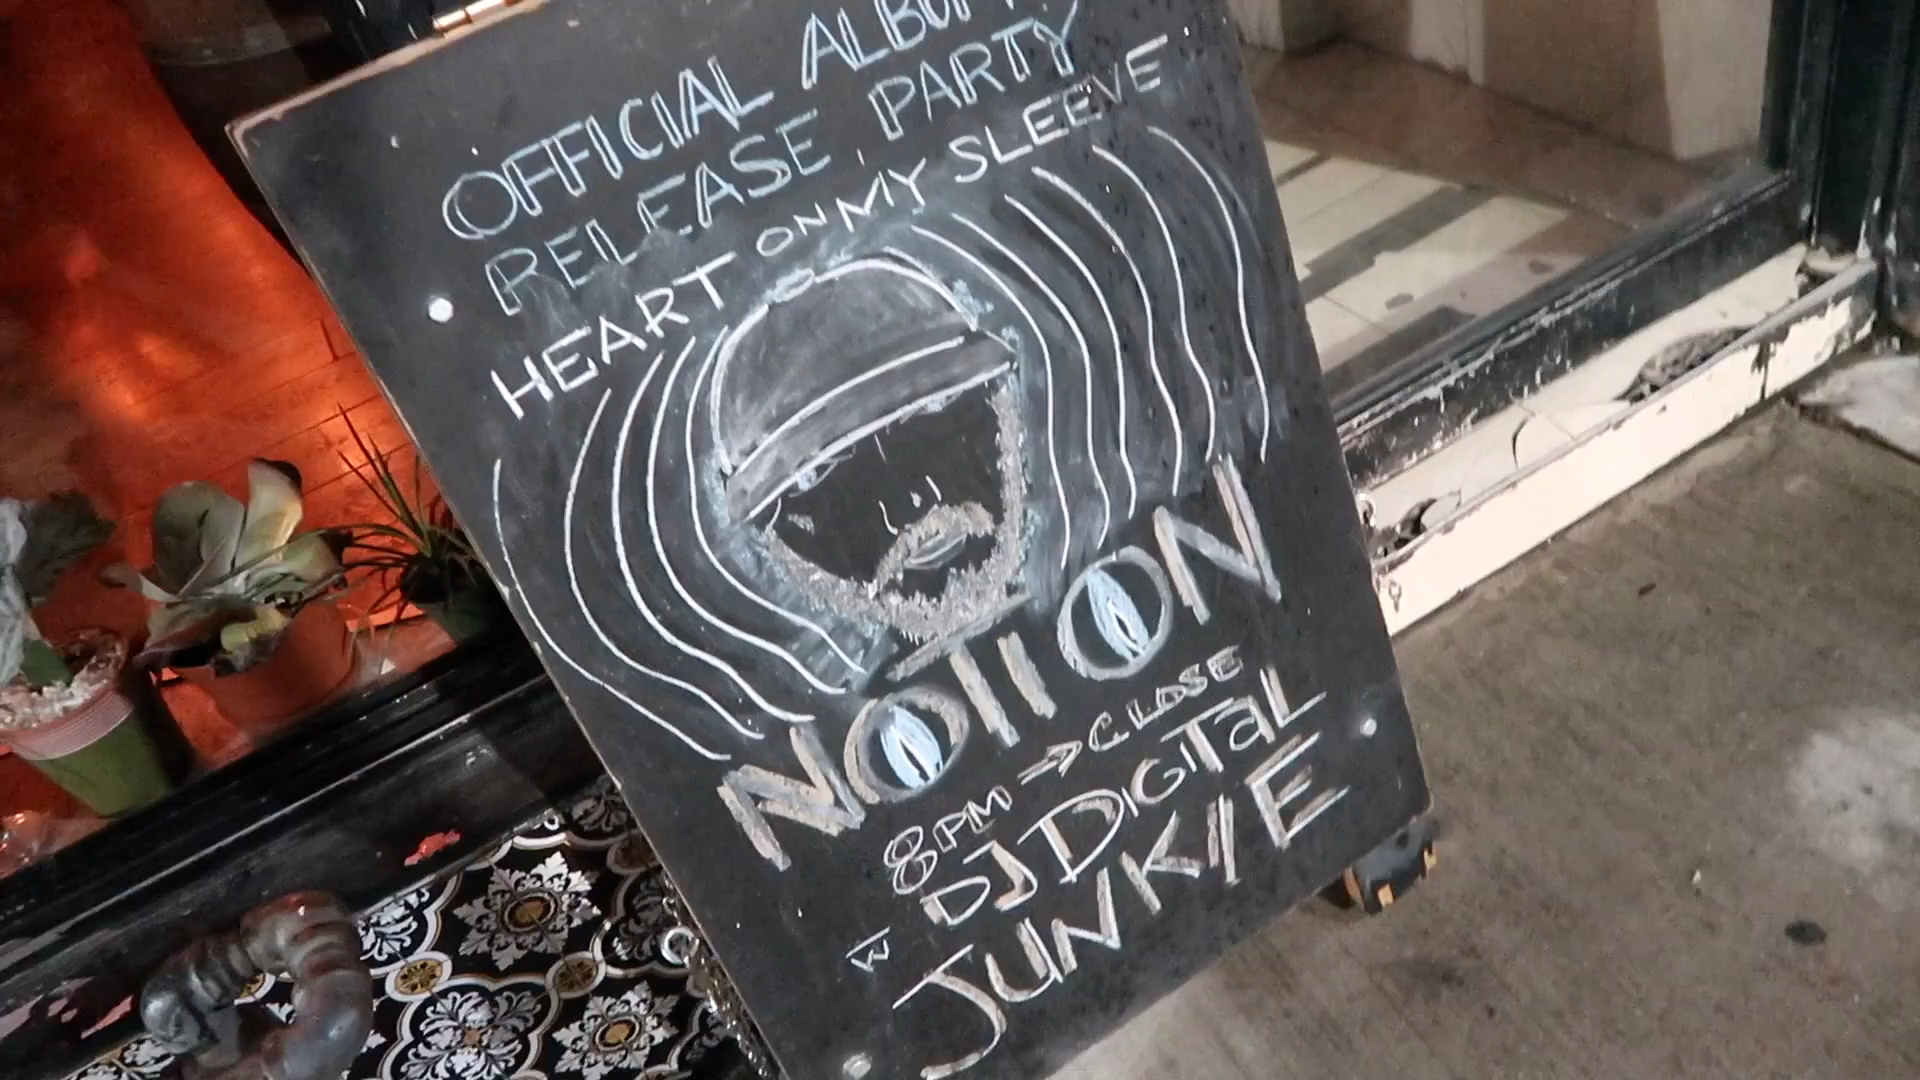 OFFICIAL ALBUM
RELEASE PARTY
HEART ON MY SLEEVE
NOTION
8PM → CLOSE
W DJ DIGITAL
JUNKIE